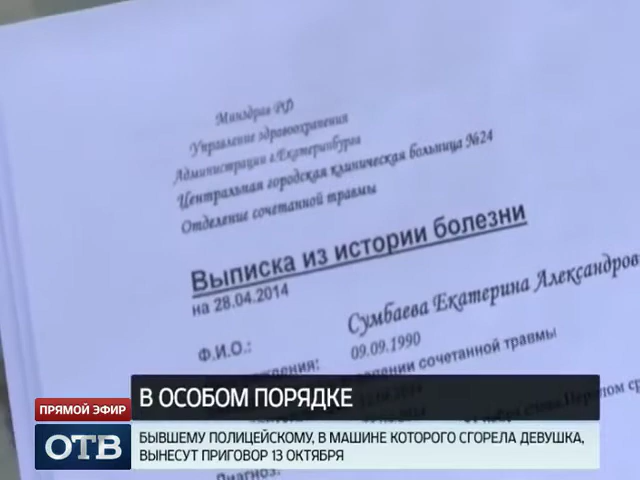 Минздрав РФ
Управление здравоохранения
Администрации г.Екатеринбурга
Центральная городская клиническая больница №24
Отделение сочетанной травмы
Выписка из истории болезни
на 28.04.2014
Ф.И.О.: Сумбаева Екатерина Александров
09.09.1990
сочетанной травмы
В ОСОБОМ ПОРЯДКЕ
ПРЯМОЙ ЭФИР
ОТВ
БЫВШЕМУ ПОЛИЦЕЙСКОМУ, В МАШИНЕ КОТОРОГО СГОРЕЛА ДЕВУШКА,
ВЫНЕСУТ ПРИГОВОР 13 ОКТЯБРЯ
Диагноз: